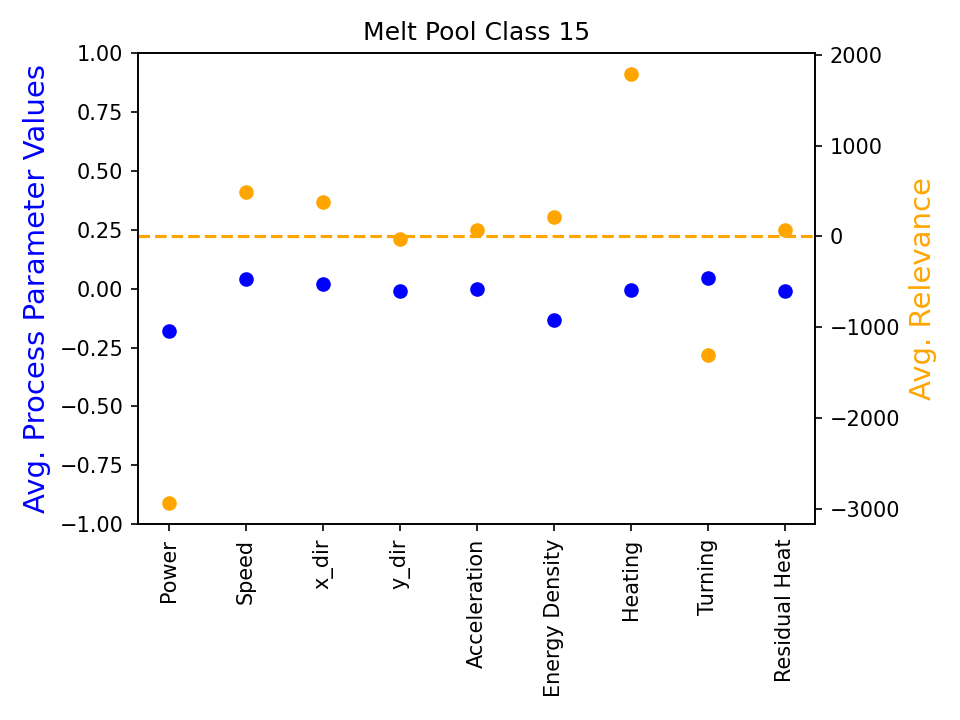 Melt Pool Class 15
Avg. Process Parameter Values
1.00
0.75
0.50
0.25
0.00
−0.25
−0.50
−0.75
−1.00
2000
1000
0
−1000
−2000
−3000
Avg. Relevance
Power
Speed
x_dir
y_dir
Acceleration
Energy Density
Heating
Turning
Residual Heat